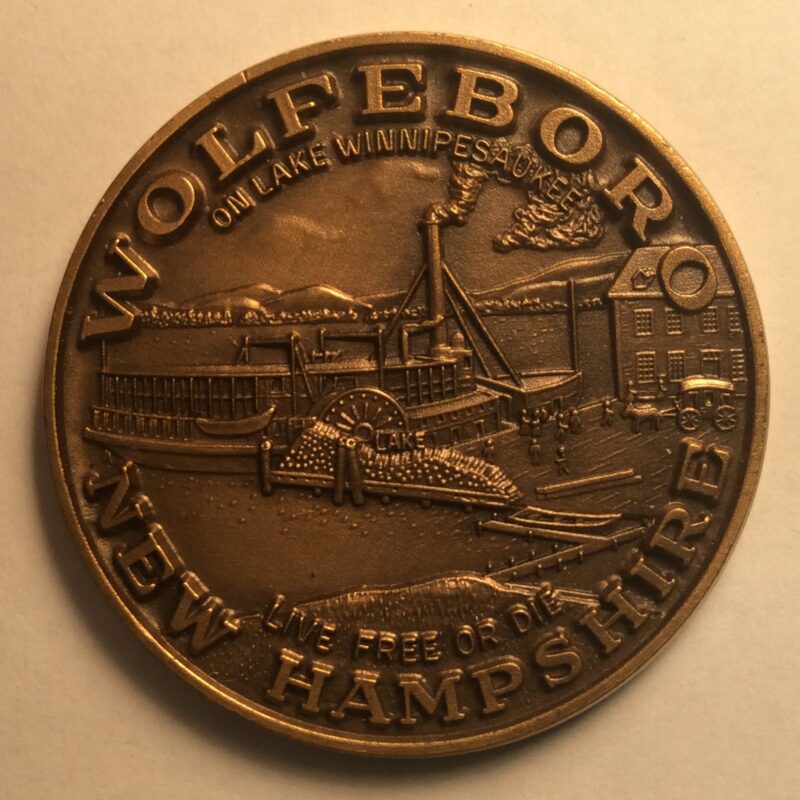 WOLFEBORO
ON LAKE WINNIPESAUKEE
LAKE
LIVE FREE OR DIE
NEW HAMPSHIRE